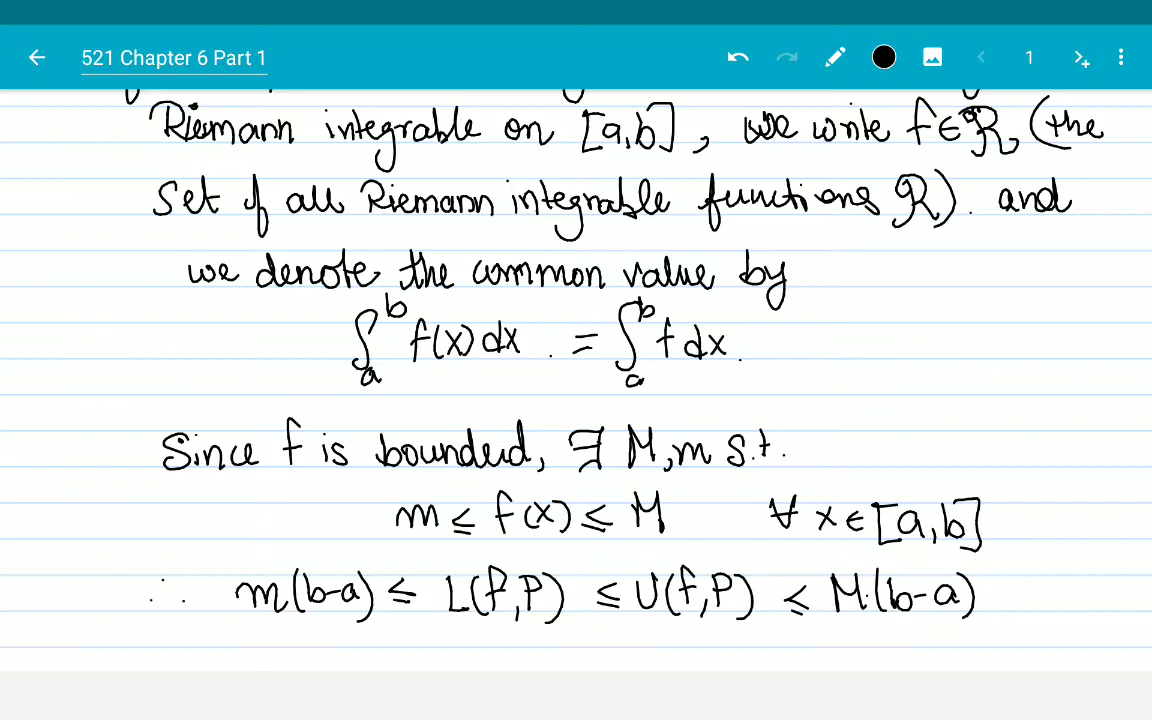 521 Chapter 6 Part 1
1
Riemann integrable on [a,b], we write f∈ℛ, (the
set of all Riemann integrable functions ℛ). and
we denote the common value by
∫_a^b f(x)dx . = ∫_a^b f dx.
Since f is bounded, ∃ M,m s.t.
m ≤ f(x) ≤ M ∀ x∈[a,b]
∴ m(b-a) ≤ L(f,P) ≤ U(f,P) ≤ M(b-a)